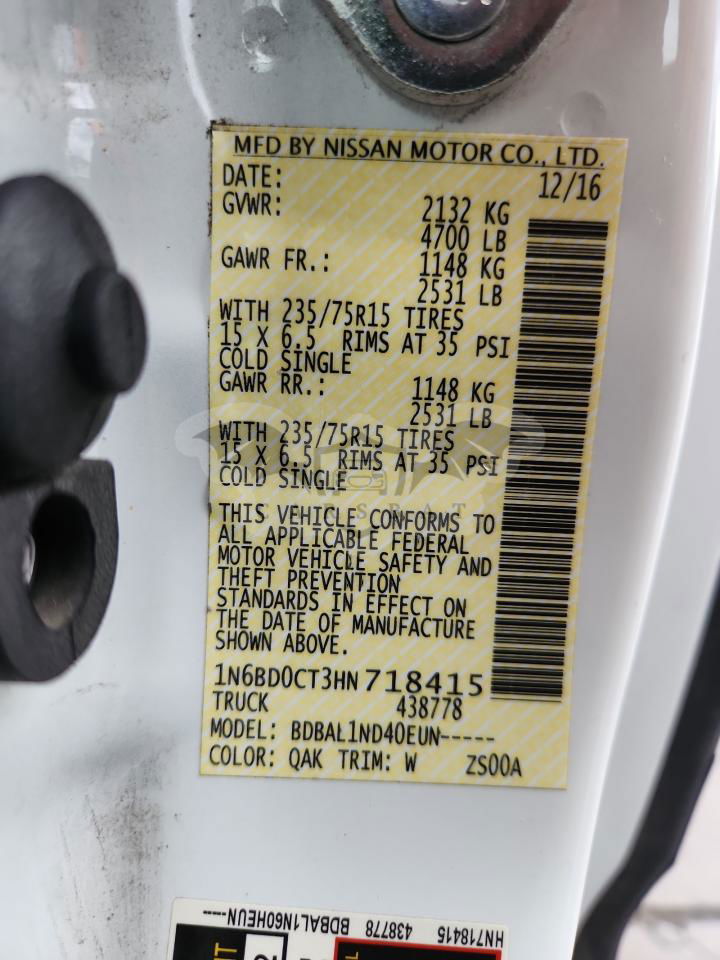 MFD BY NISSAN MOTOR CO., LTD.
DATE: 12/16
GVWR: 2132 KG
4700 LB
GAWR FR.: 1148 KG
2531 LB
WITH 235/75R15 TIRES
15 X 6.5 RIMS AT 35 PSI
COLD SINGLE
GAWR RR.: 1148 KG
2531 LB
WITH 235/75R15 TIRES
15 X 6.5 RIMS AT 35 PSI
COLD SINGLE
THIS VEHICLE CONFORMS TO
ALL APPLICABLE FEDERAL
MOTOR VEHICLE SAFETY AND
THEFT PREVENTION
STANDARDS IN EFFECT ON
THE DATE OF MANUFACTURE
SHOWN ABOVE.
1N6BD0CT3HN718415
TRUCK 438778
MODEL: BDBAL1ND40EUN-----
COLOR: QAK TRIM: W ZS00A
HN718415 438778 BDBAL1N60HEUN----